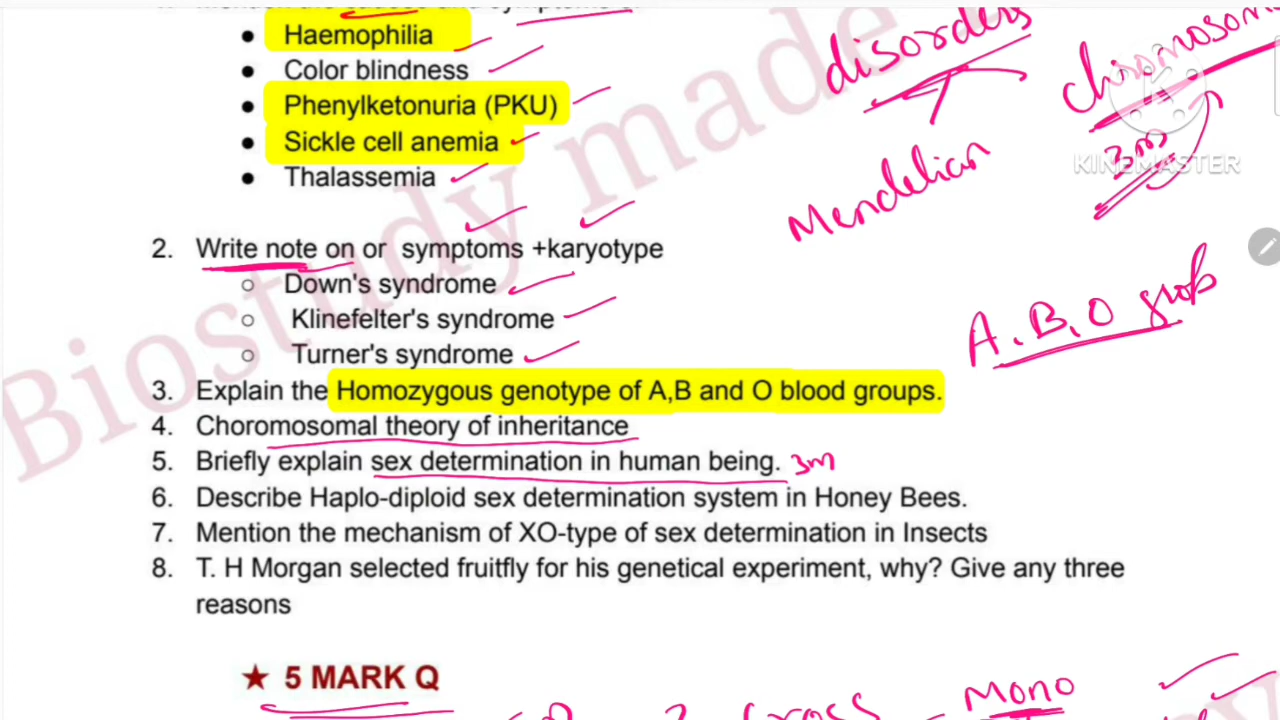 Haemophilia
Color blindness
Phenylketonuria (PKU)
Sickle cell anemia
Thalassemia
disorders
Mendelian
3m
KINEMASTER
2. Write note on or symptoms +karyotype
Down's syndrome
Klinefelter's syndrome
Turner's syndrome
A, B, O
3. Explain the Homozygous genotype of A,B and O blood groups.
4. Choromosomal theory of inheritance
5. Briefly explain sex determination in human being. 3m
6. Describe Haplo-diploid sex determination system in Honey Bees.
7. Mention the mechanism of XO-type of sex determination in Insects
8. T. H Morgan selected fruitfly for his genetical experiment, why? Give any three
reasons
★ 5 MARK Q
Mono
Biostudy made